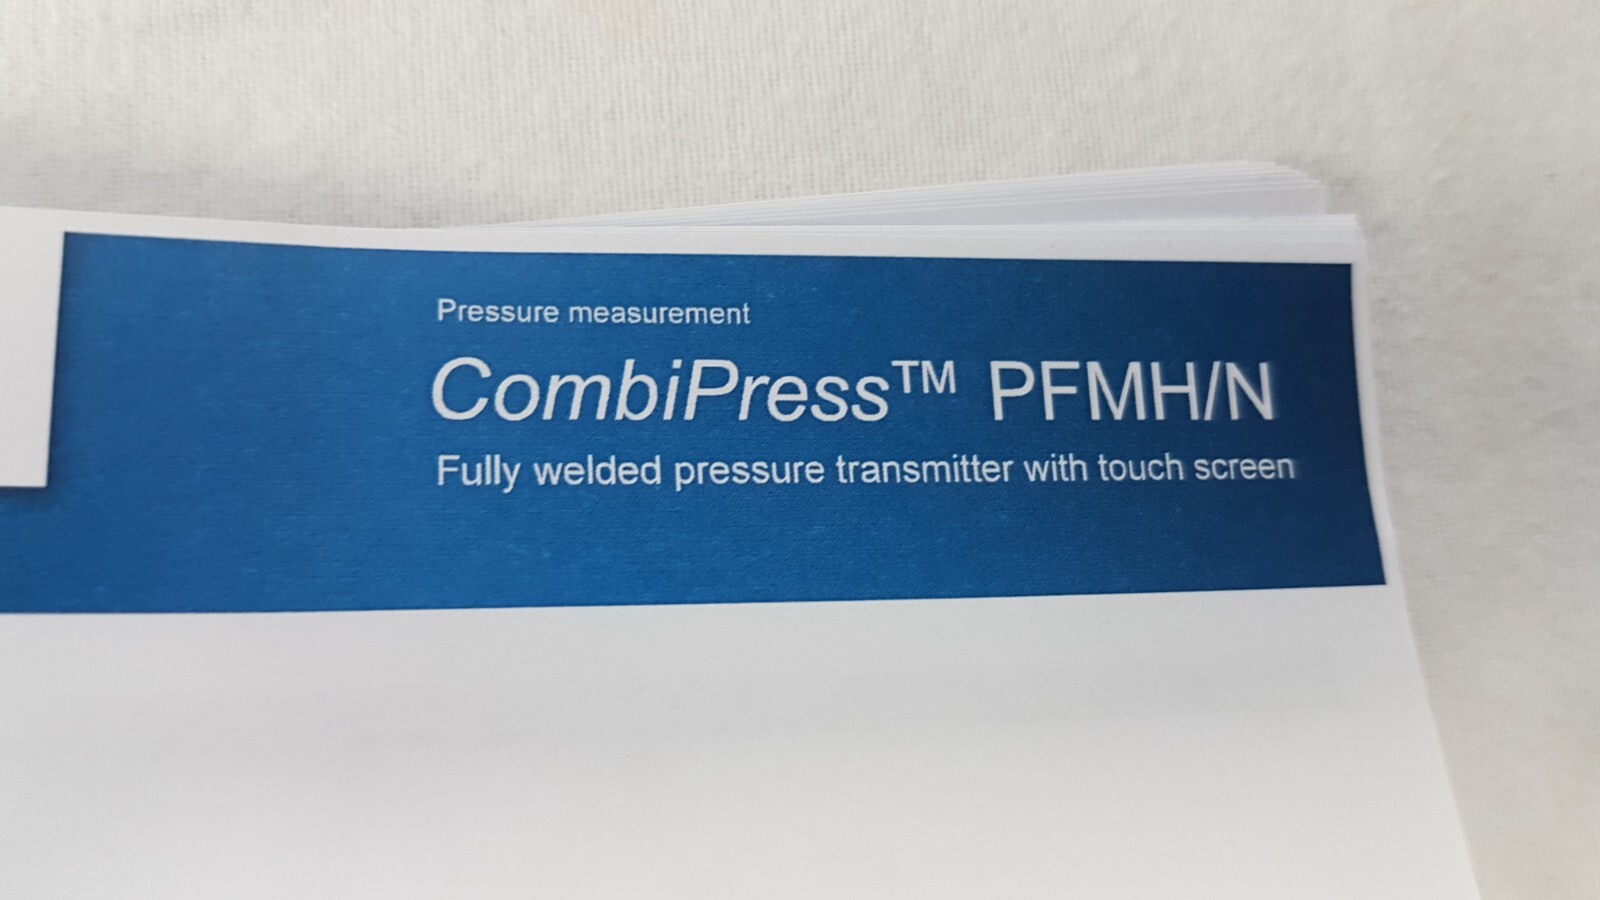 Pressure measurement
CombiPress™ PFMH/N
Fully welded pressure transmitter with touch screen